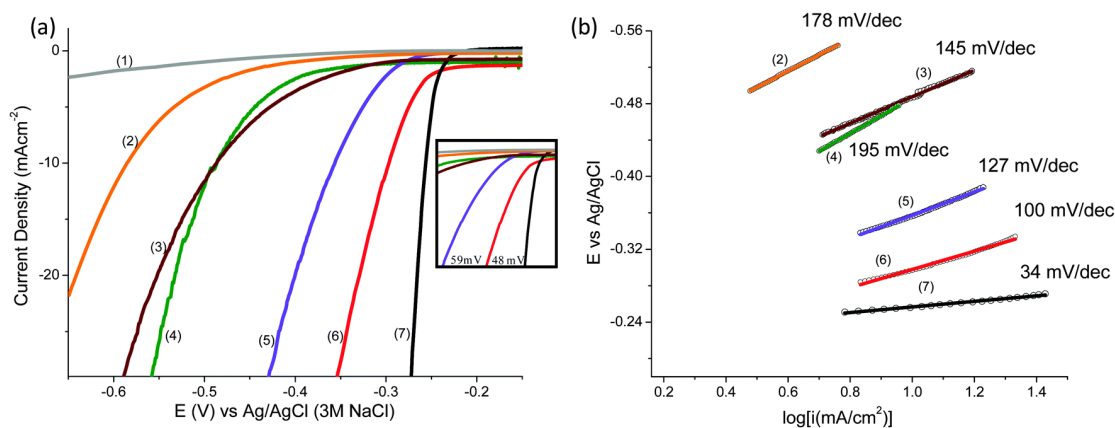 (a)
Current Density (mAcm-2)
0
-10
-20
(1)
(2)
(3)
(4)
(5)
(6)
(7)
59mV 48 mV
-0.6 -0.5 -0.4 -0.3 -0.2
E (V) vs Ag/AgCl (3M NaCl)
(b)
E vs Ag/AgCl
-0.56
-0.48
-0.40
-0.32
-0.24
178 mV/dec
(2)
145 mV/dec
(3)
(4)
195 mV/dec
127 mV/dec
(5)
100 mV/dec
(6)
34 mV/dec
(7)
0.2 0.4 0.6 0.8 1.0 1.2 1.4
log[i(mA/cm2)]